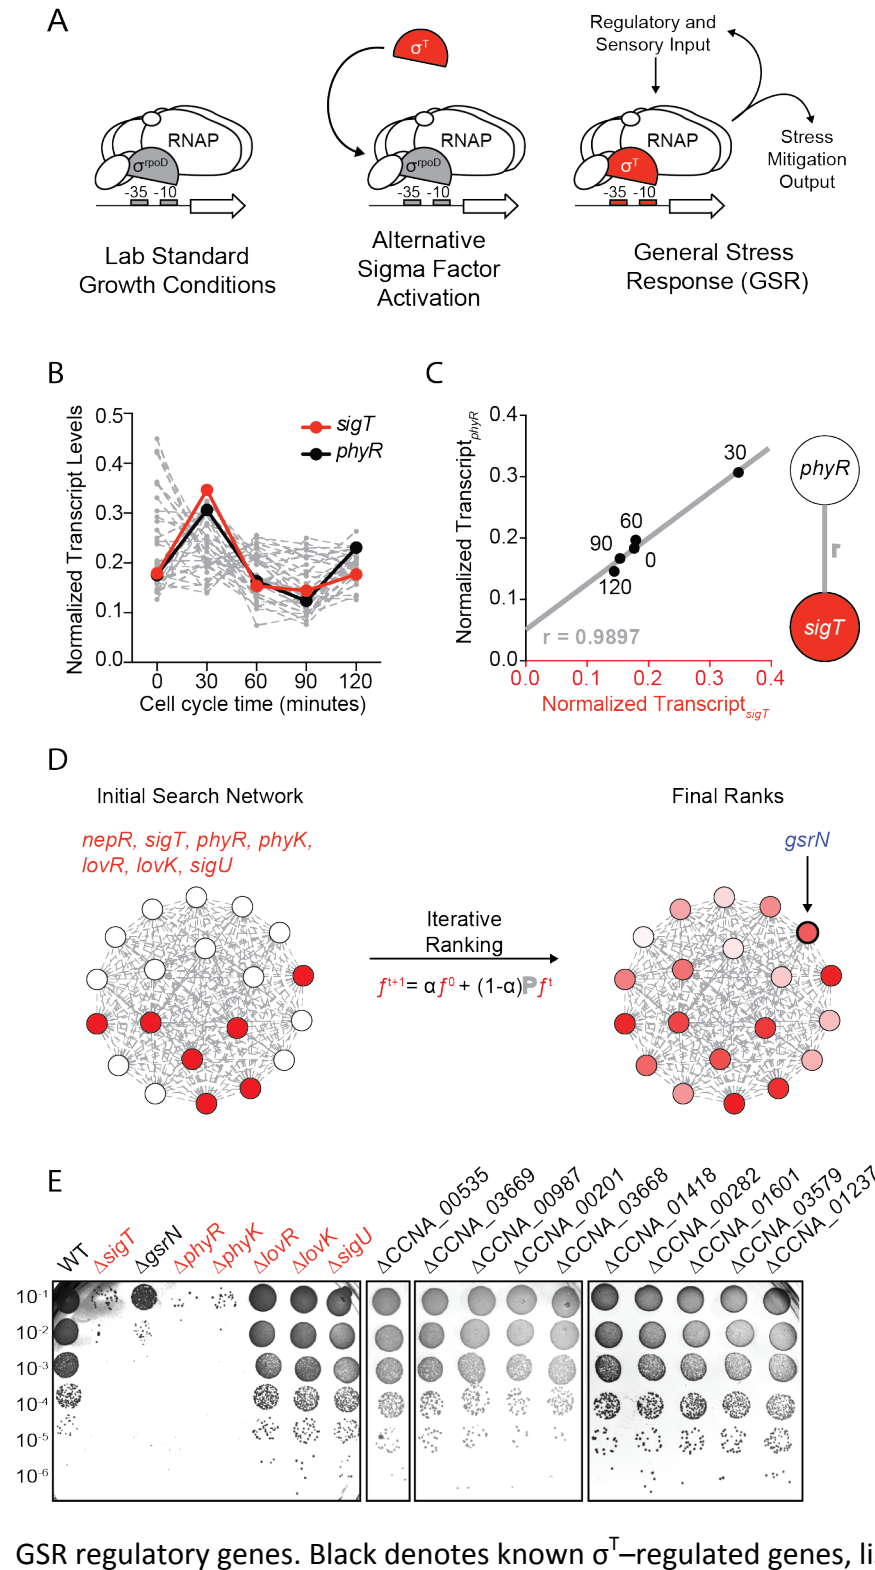 A
Regulatory and
Sensory Input
σT
RNAP
σrpoD
-35 -10
RNAP
σrpoD
-35 -10
RNAP
σT
-35 -10
Stress
Mitigation
Output
Lab Standard
Growth Conditions
Alternative
Sigma Factor
Activation
General Stress
Response (GSR)
B
Normalized Transcript Levels
0.5
0.4
0.3
0.2
0.1
0.0
sigT
phyR
0 30 60 90 120
Cell cycle time (minutes)
C
Normalized TranscriptphyR
0.4
0.3
0.2
0.1
0.0
30
60
90
0
120
r = 0.9897
0.0 0.1 0.2 0.3 0.4
Normalized TranscriptsigT
phyR
r
sigT
D
Initial Search Network
Final Ranks
nepR, sigT, phyR, phyK,
lovR, lovK, sigU
gsrN
Iterative
Ranking
f t+1= αf 0 + (1-α)P f t
E
WT
ΔsigT
ΔgsrN
ΔphyR
ΔphyK
ΔlovR
ΔlovK
ΔsigU
ΔCCNA_00535
ΔCCNA_03669
ΔCCNA_00987
ΔCCNA_00201
ΔCCNA_03668
ΔCCNA_01418
ΔCCNA_00282
ΔCCNA_01601
ΔCCNA_03579
ΔCCNA_01237
10-1
10-2
10-3
10-4
10-5
10-6
GSR regulatory genes. Black denotes known σT–regulated genes, li